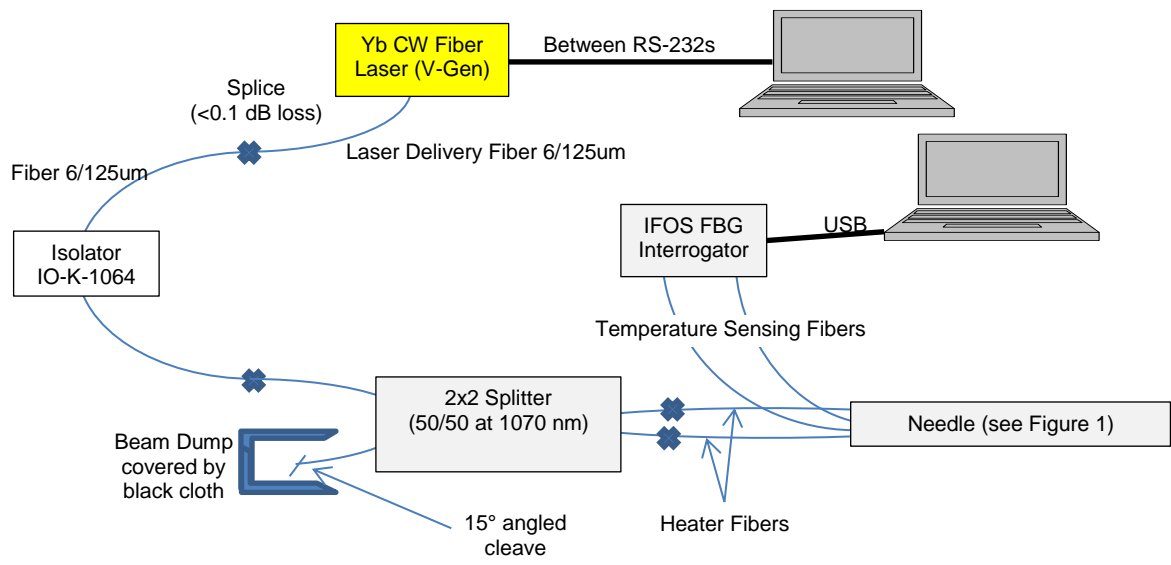 Yb CW Fiber
Laser (V-Gen)
Between RS-232s
Splice
(<0.1 dB loss)
Laser Delivery Fiber 6/125um
Fiber 6/125um
Isolator
IO-K-1064
IFOS FBG
Interrogator
USB
Temperature Sensing Fibers
2x2 Splitter
(50/50 at 1070 nm)
Needle (see Figure 1)
Beam Dump
covered by
black cloth
15° angled
cleave
Heater Fibers